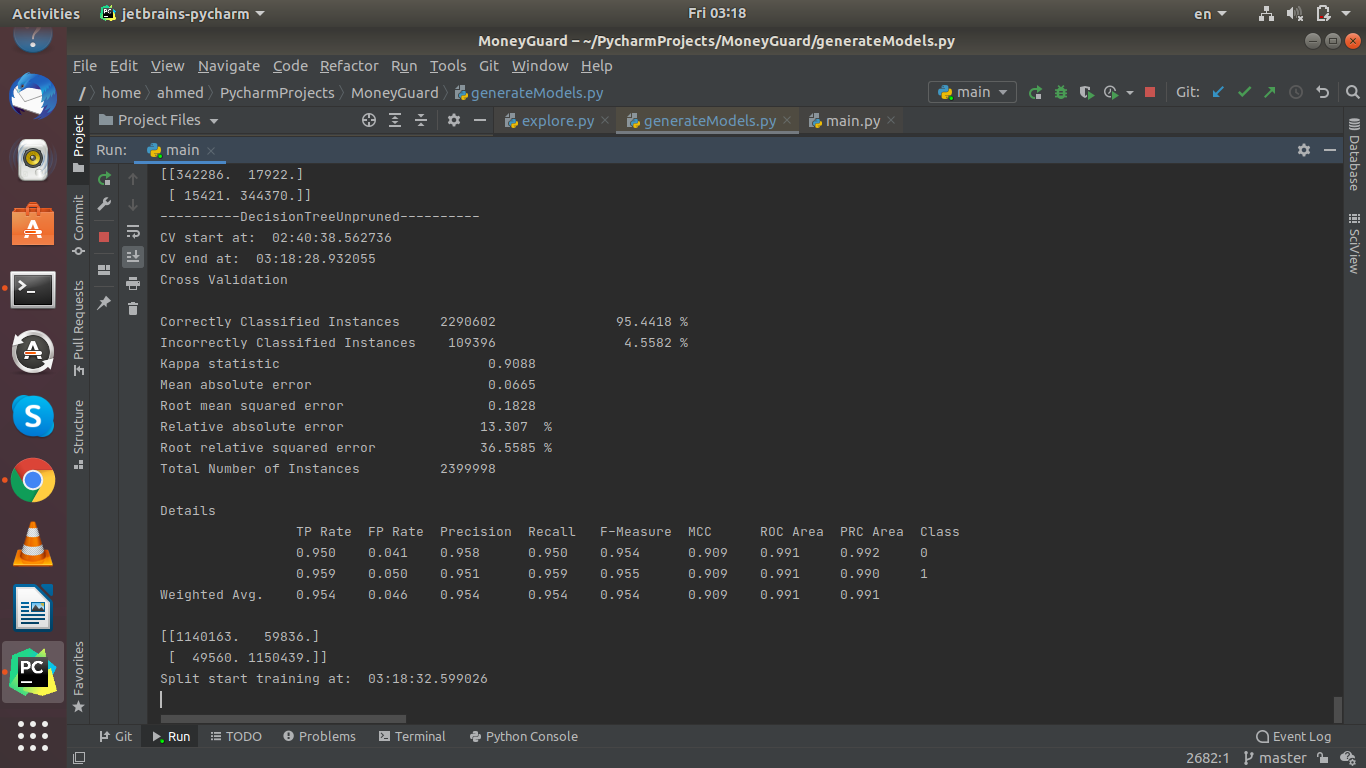 Activities jetbrains-pycharm Fri 03:18 en
MoneyGuard – ~/PycharmProjects/MoneyGuard/generateModels.py
File Edit View Navigate Code Refactor Run Tools Git Window Help
/ home ahmed PycharmProjects MoneyGuard generateModels.py main Git:
Project Files explore.py generateModels.py main.py
Run: main
Project
Commit
Pull Requests
Structure
Favorites
Database
SciView
[[342286. 17922.]
[ 15421. 344370.]]
----------DecisionTreeUnpruned----------
CV start at: 02:40:38.562736
CV end at: 03:18:28.932055
Cross Validation
Correctly Classified Instances 2290602 95.4418 %
Incorrectly Classified Instances 109396 4.5582 %
Kappa statistic 0.9088
Mean absolute error 0.0665
Root mean squared error 0.1828
Relative absolute error 13.307 %
Root relative squared error 36.5585 %
Total Number of Instances 2399998
Details
TP Rate FP Rate Precision Recall F-Measure MCC ROC Area PRC Area Class
0.950 0.041 0.958 0.950 0.954 0.909 0.991 0.992 0
0.959 0.050 0.951 0.959 0.955 0.909 0.991 0.990 1
Weighted Avg. 0.954 0.046 0.954 0.954 0.954 0.909 0.991 0.991
[[1140163. 59836.]
[ 49560. 1150439.]]
Split start training at: 03:18:32.599026
Git Run TODO Problems Terminal Python Console Event Log
2682:1 master